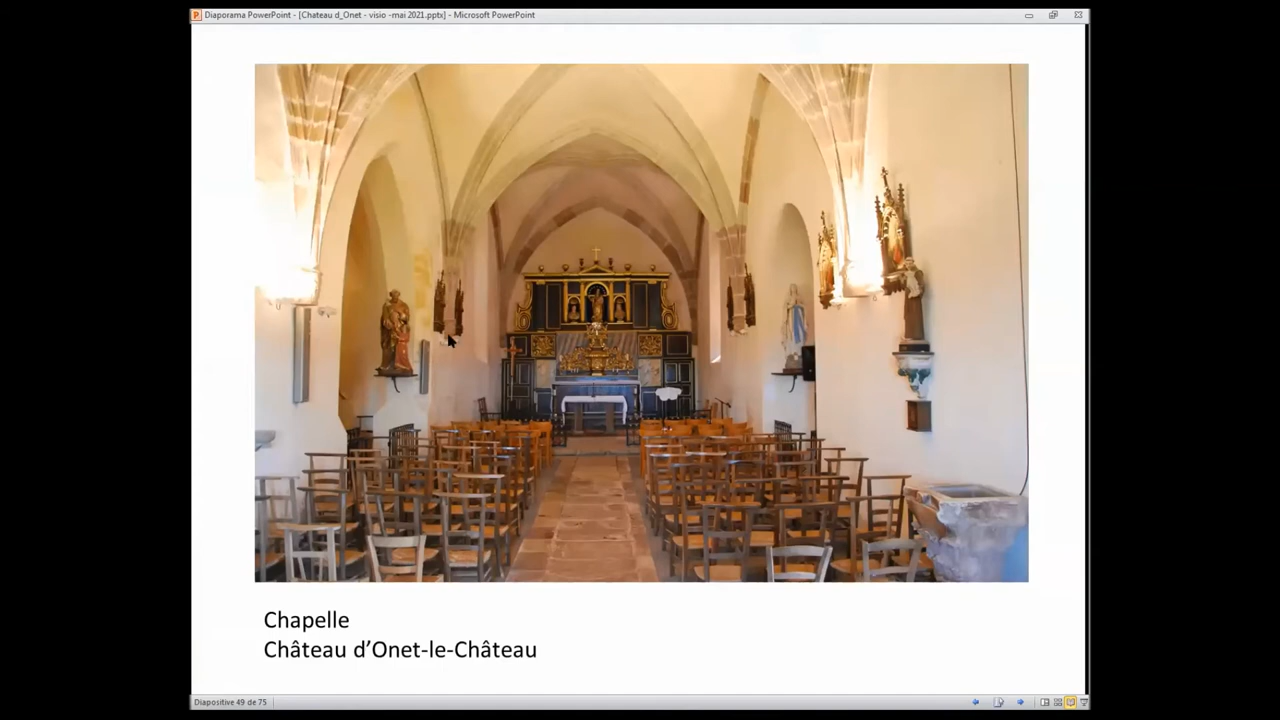 Diaporama PowerPoint - [Chateau d_Onet - visio -mai 2021.pptx] - Microsoft PowerPoint
Chapelle
Château d’Onet-le-Château
Diapositive 49 de 75